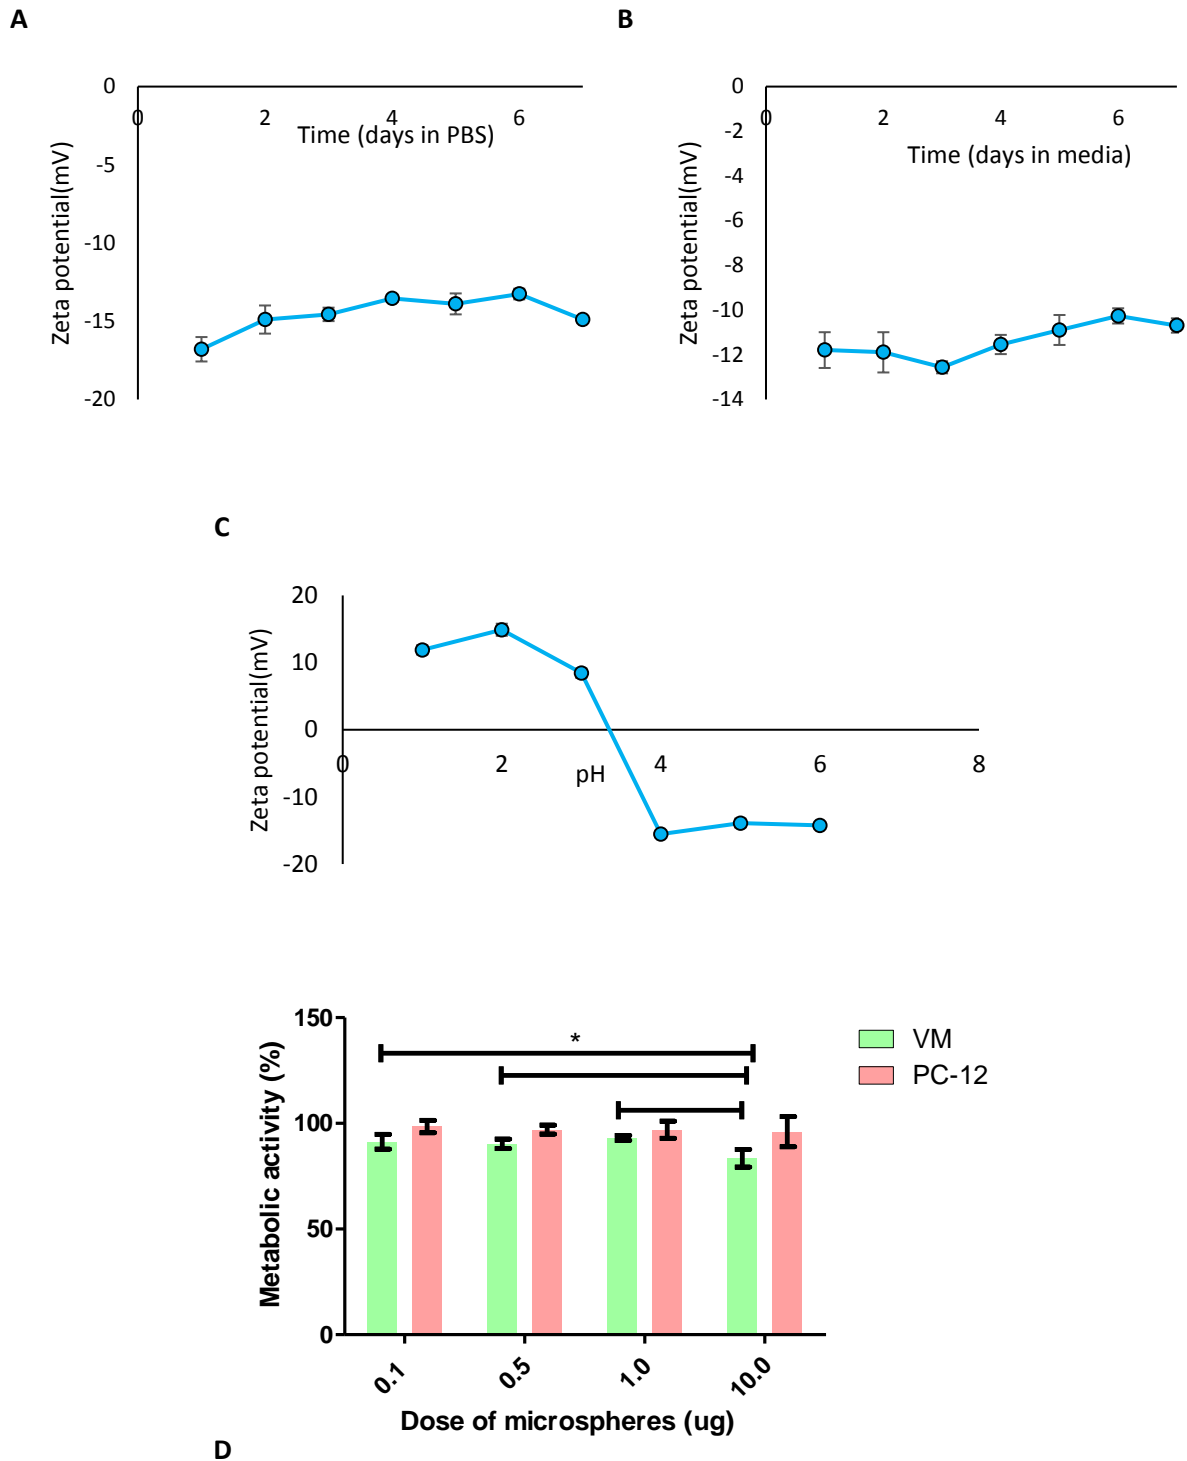 A
B
0
0 2 4 6
Time (days in PBS)
-5
-10
-15
-20
Zeta potential(mV)
0
0 2 4 6
-2
Time (days in media)
-4
-6
-8
-10
-12
-14
Zeta potential(mV)
C
20
10
0
0 2 4 6 8
pH
-10
-20
Zeta potential(mV)
150
*
VM
PC-12
100
50
0
Metabolic activity (%)
0.1 0.5 1.0 10.0
Dose of microspheres (ug)
D